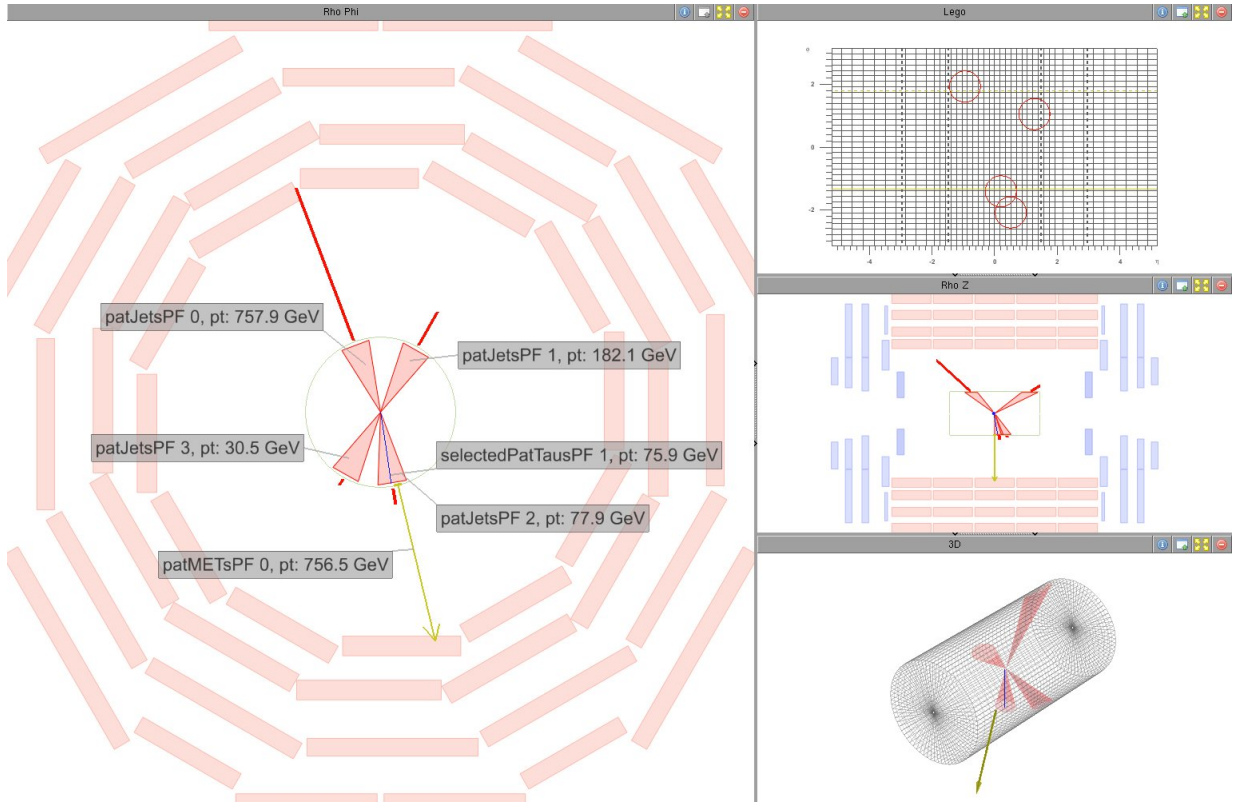 Rho Phi
patJetsPF 0, pt: 757.9 GeV
patJetsPF 1, pt: 182.1 GeV
patJetsPF 3, pt: 30.5 GeV
selectedPatTausPF 1, pt: 75.9 GeV
patJetsPF 2, pt: 77.9 GeV
patMETsPF 0, pt: 756.5 GeV
Lego
2
0
-2
-4 -2 0 2 4
Rho Z
3D